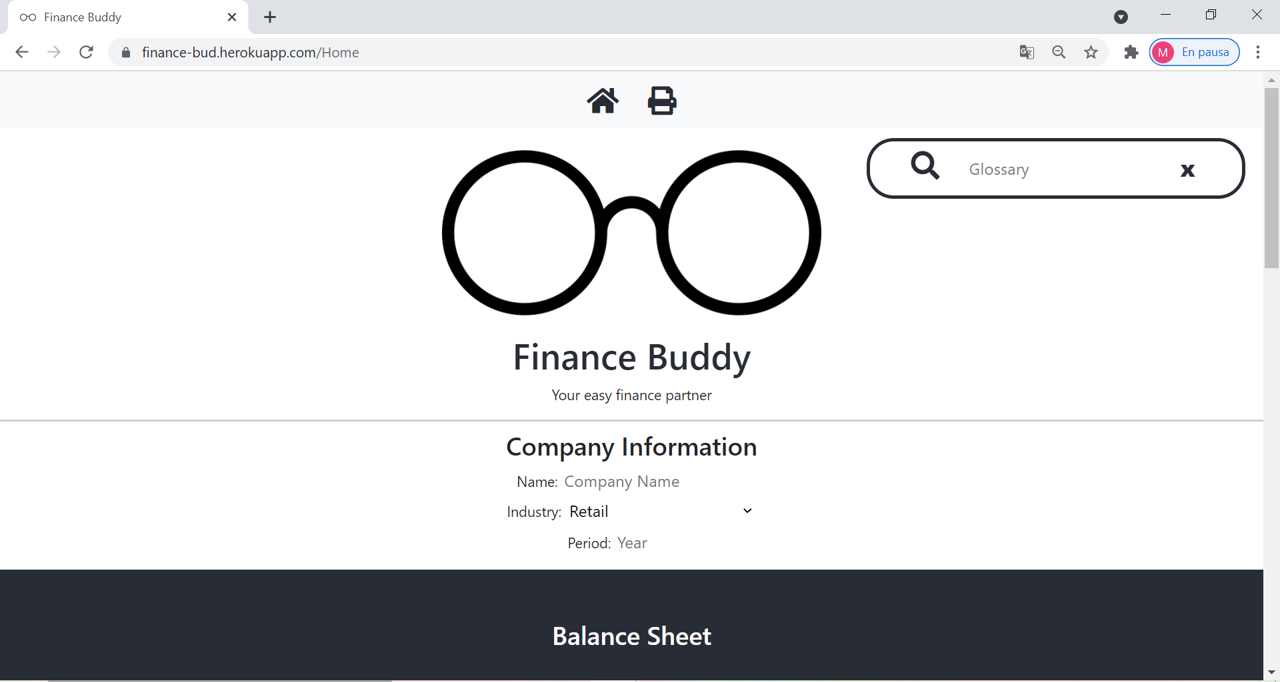 Finance Buddy
finance-bud.herokuapp.com/Home
M En pausa
Glossary x
Finance Buddy
Your easy finance partner
Company Information
Name: Company Name
Industry: Retail
Period: Year
Balance Sheet